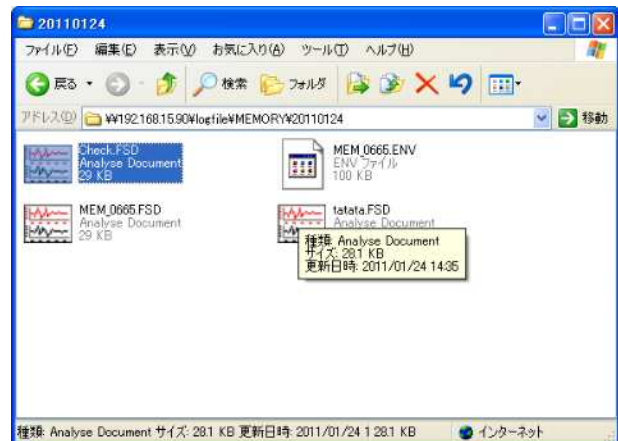 20110124
ファイル(F) 編集(E) 表示(V) お気に入り(A) ツール(T) ヘルプ(H)
戻る 検索 フォルダ
アドレス(D) ¥¥192.168.15.90¥logfile¥MEMORY¥20110124 移動
Check.FSD
Analyse Document
29 KB
MEM_0665.ENV
ENV ファイル
100 KB
MEM_0665.FSD
Analyse Document
29 KB
tatata.FSD
Analyse Document
種類: Analyse Document
サイズ: 28.1 KB
更新日時: 2011/01/24 14:35
種類: Analyse Document サイズ: 28.1 KB 更新日時: 2011/01/24 1 28.1 KB インターネット